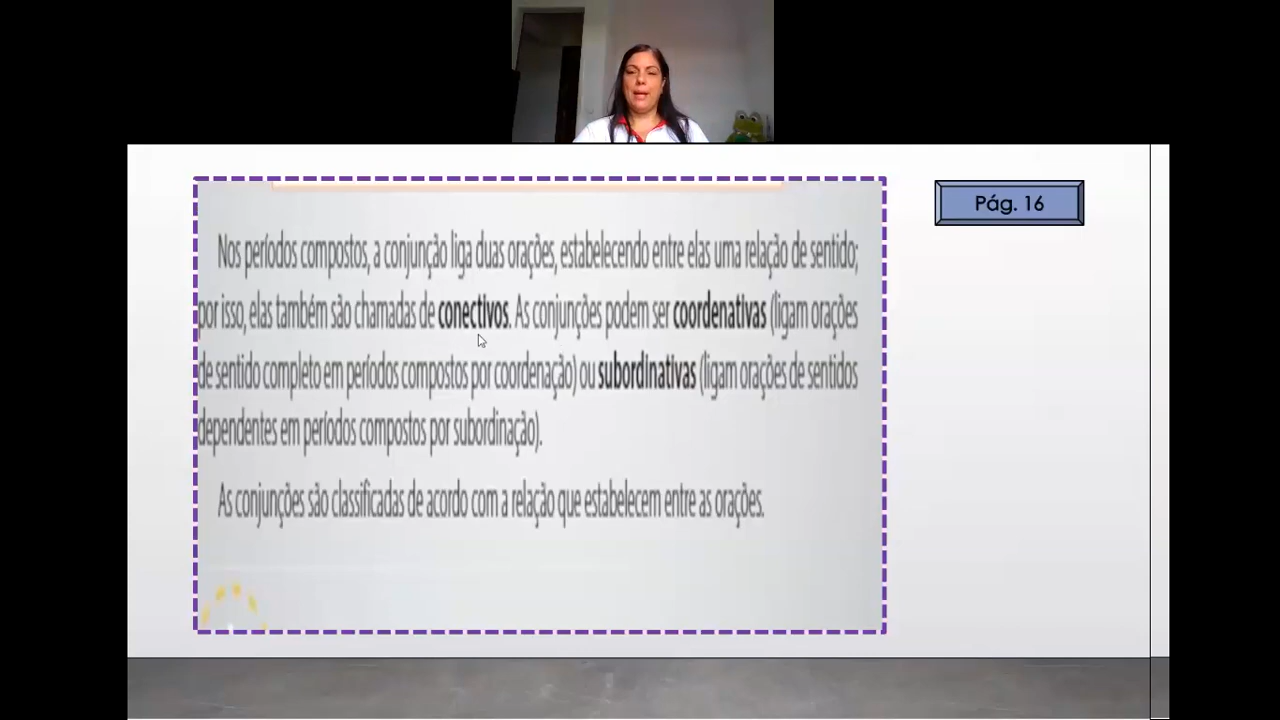 Pág. 16
Nos períodos compostos, a conjunção liga duas orações, estabelecendo entre elas uma relação de sentido;
por isso, elas também são chamadas de conectivos. As conjunções podem ser coordenativas (ligam orações
de sentido completo em períodos compostos por coordenação) ou subordinativas (ligam orações de sentidos
dependentes em períodos compostos por subordinação).
As conjunções são classificadas de acordo com a relação que estabelecem entre as orações.